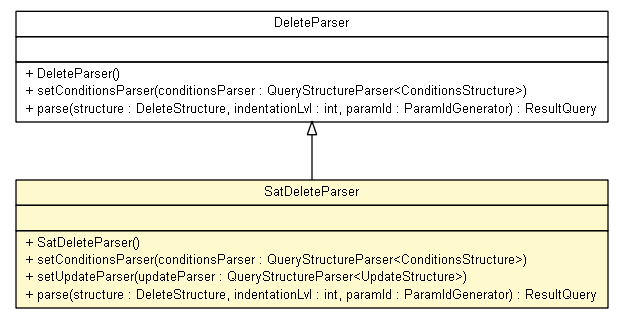 DeleteParser
+ DeleteParser()
+ setConditionsParser(conditionsParser : QueryStructureParser<ConditionsStructure>)
+ parse(structure : DeleteStructure, indentationLvl : int, paramId : ParamIdGenerator) : ResultQuery
SatDeleteParser
+ SatDeleteParser()
+ setConditionsParser(conditionsParser : QueryStructureParser<ConditionsStructure>)
+ setUpdateParser(updateParser : QueryStructureParser<UpdateStructure>)
+ parse(structure : DeleteStructure, indentationLvl : int, paramId : ParamIdGenerator) : ResultQuery